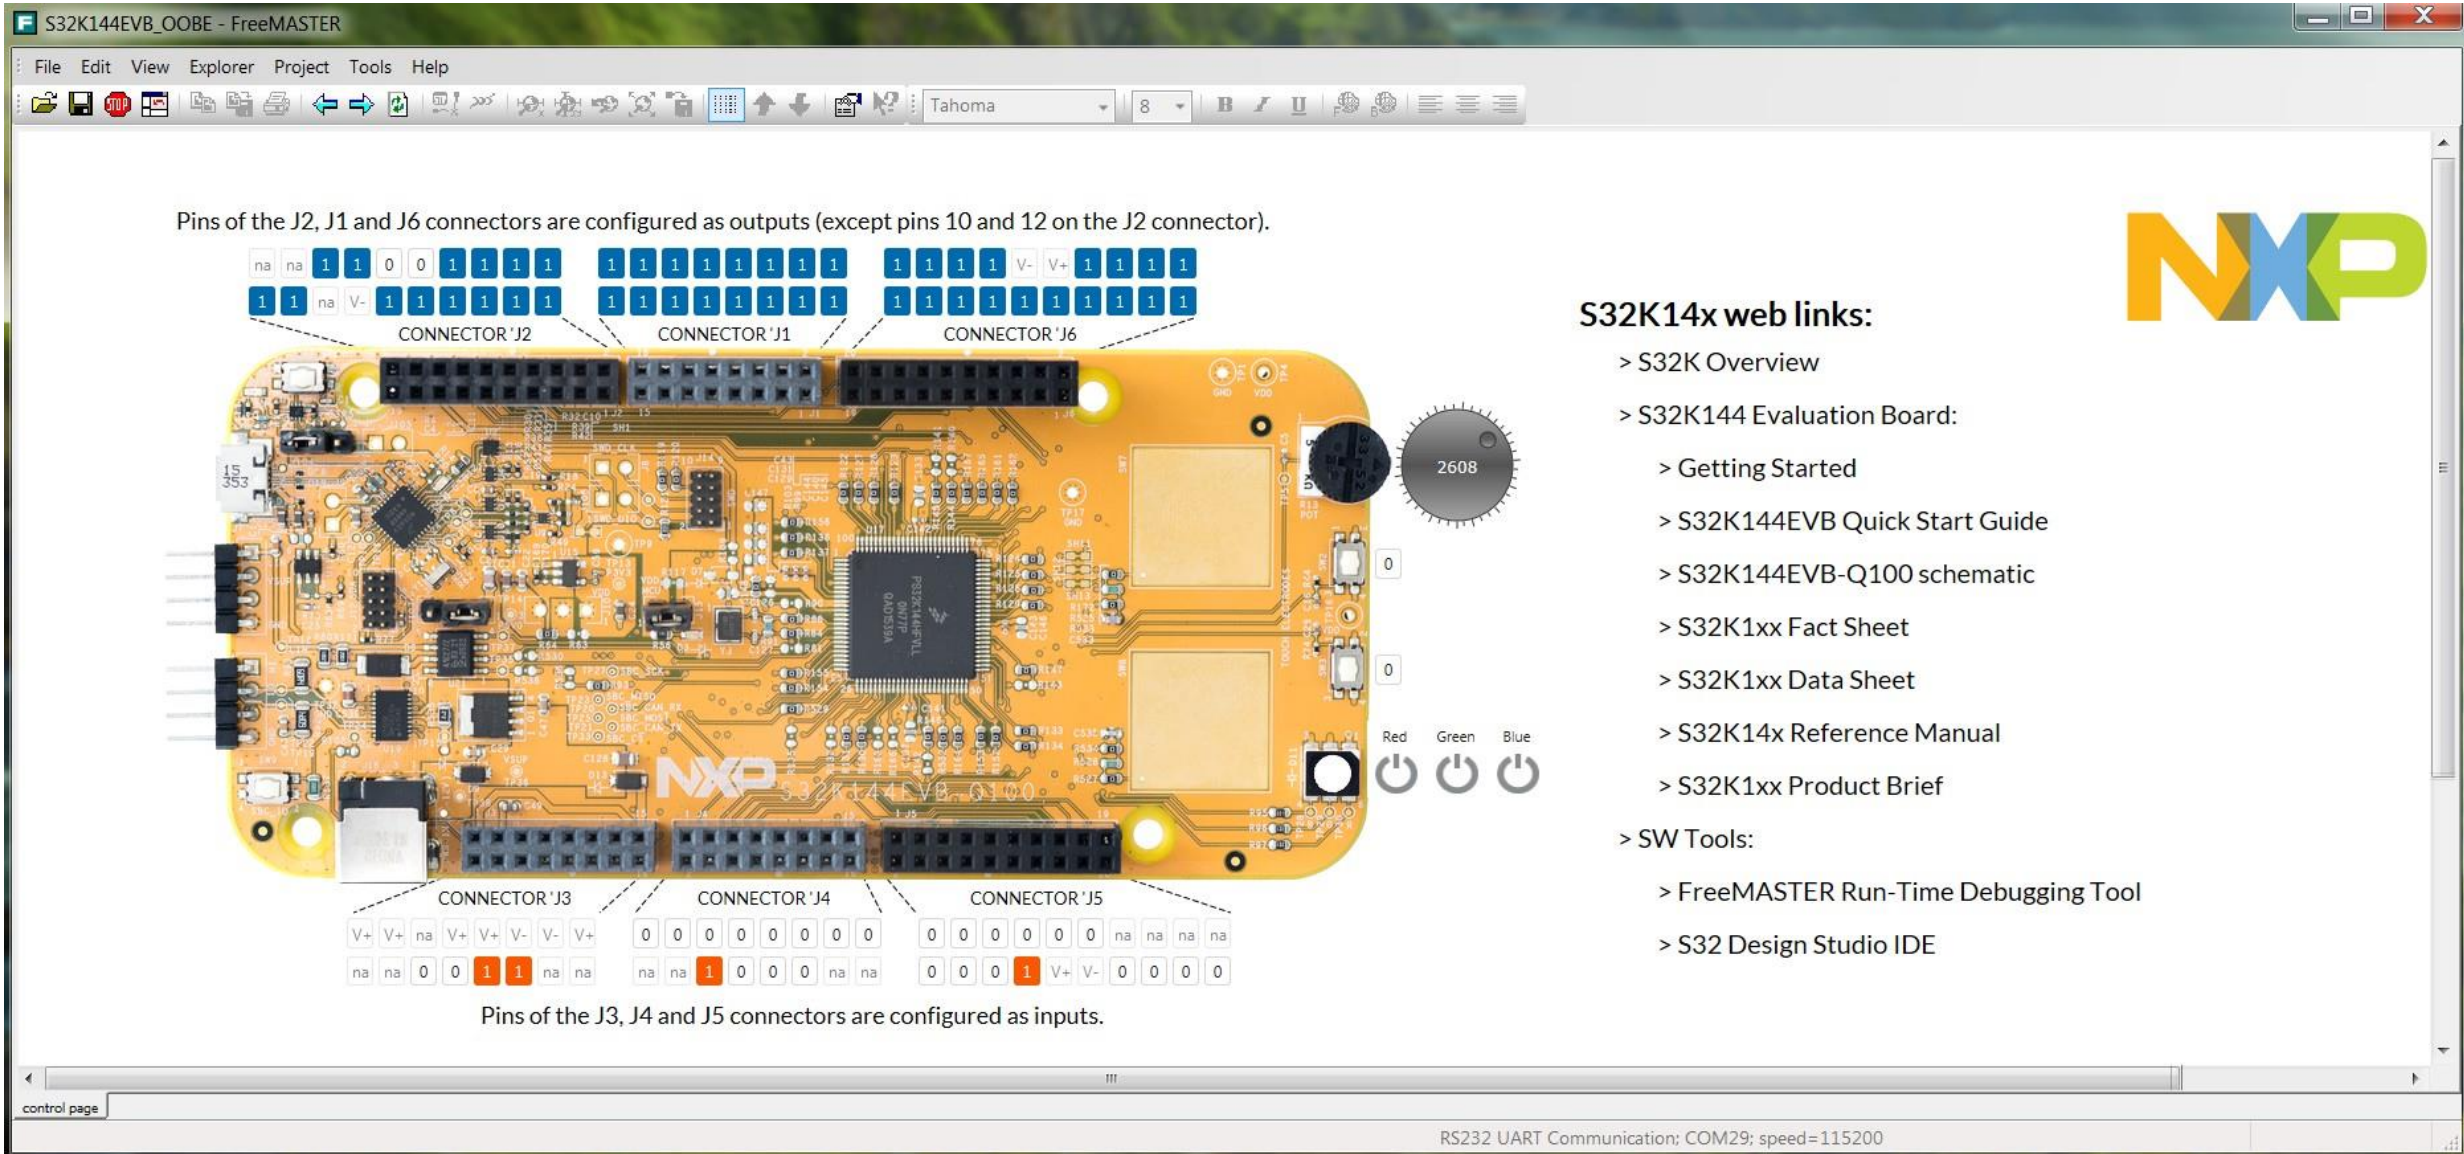 S32K144EVB_OOBE - FreeMASTER
File Edit View Explorer Project Tools Help
Tahoma 8 B I U
Pins of the J2, J1 and J6 connectors are configured as outputs (except pins 10 and 12 on the J2 connector).
na na 1 1 0 0 1 1 1 1
1 1 na V- 1 1 1 1 1 1
CONNECTOR 'J2
1 1 1 1 1 1 1 1
1 1 1 1 1 1 1 1
CONNECTOR 'J1
1 1 1 1 V- V+ 1 1 1 1
1 1 1 1 1 1 1 1 1 1
CONNECTOR 'J6
NXP
S32K14x web links:
> S32K Overview
> S32K144 Evaluation Board:
> Getting Started
> S32K144EVB Quick Start Guide
> S32K144EVB-Q100 schematic
> S32K1xx Fact Sheet
> S32K1xx Data Sheet
> S32K14x Reference Manual
> S32K1xx Product Brief
> SW Tools:
> FreeMASTER Run-Time Debugging Tool
> S32 Design Studio IDE
2608
0
0
Red Green Blue
15
353
TOUCH ELECTRODES
NXP
S32K144EVB-Q100
CONNECTOR 'J3
V+ V+ na V+ V+ V- V- V+
na na 0 0 1 1 na na
CONNECTOR 'J4
0 0 0 0 0 0 0 0
na na 1 0 0 0 na na
CONNECTOR 'J5
0 0 0 0 0 0 na na na na
0 0 0 1 V+ V- 0 0 0 0
Pins of the J3, J4 and J5 connectors are configured as inputs.
control page
RS232 UART Communication; COM29; speed=115200